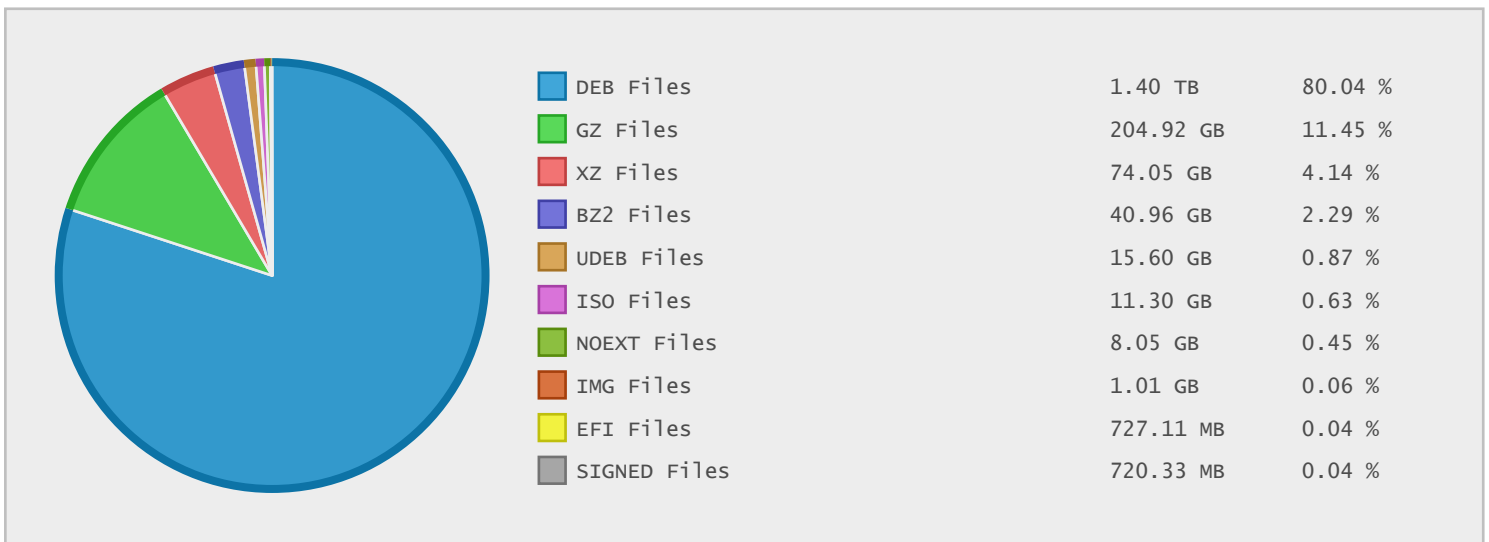 DEB Files 1.40 TB 80.04 %
GZ Files 204.92 GB 11.45 %
XZ Files 74.05 GB 4.14 %
BZ2 Files 40.96 GB 2.29 %
UDEB Files 15.60 GB 0.87 %
ISO Files 11.30 GB 0.63 %
NOEXT Files 8.05 GB 0.45 %
IMG Files 1.01 GB 0.06 %
EFI Files 727.11 MB 0.04 %
SIGNED Files 720.33 MB 0.04 %